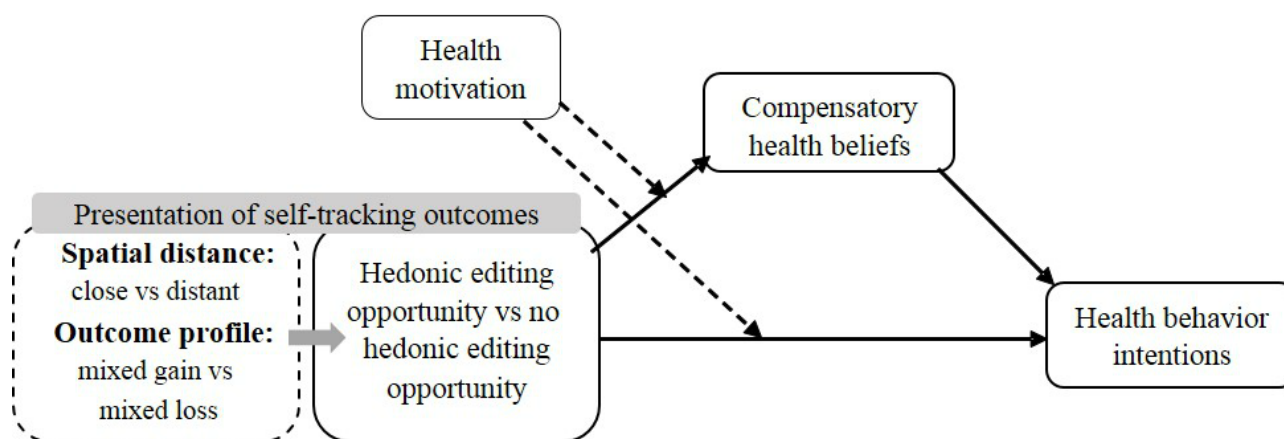 Health
motivation
Compensatory
health beliefs
Presentation of self-tracking outcomes
Spatial distance:
close vs distant
Outcome profile:
mixed gain vs
mixed loss
Hedonic editing
opportunity vs no
hedonic editing
opportunity
Health behavior
intentions